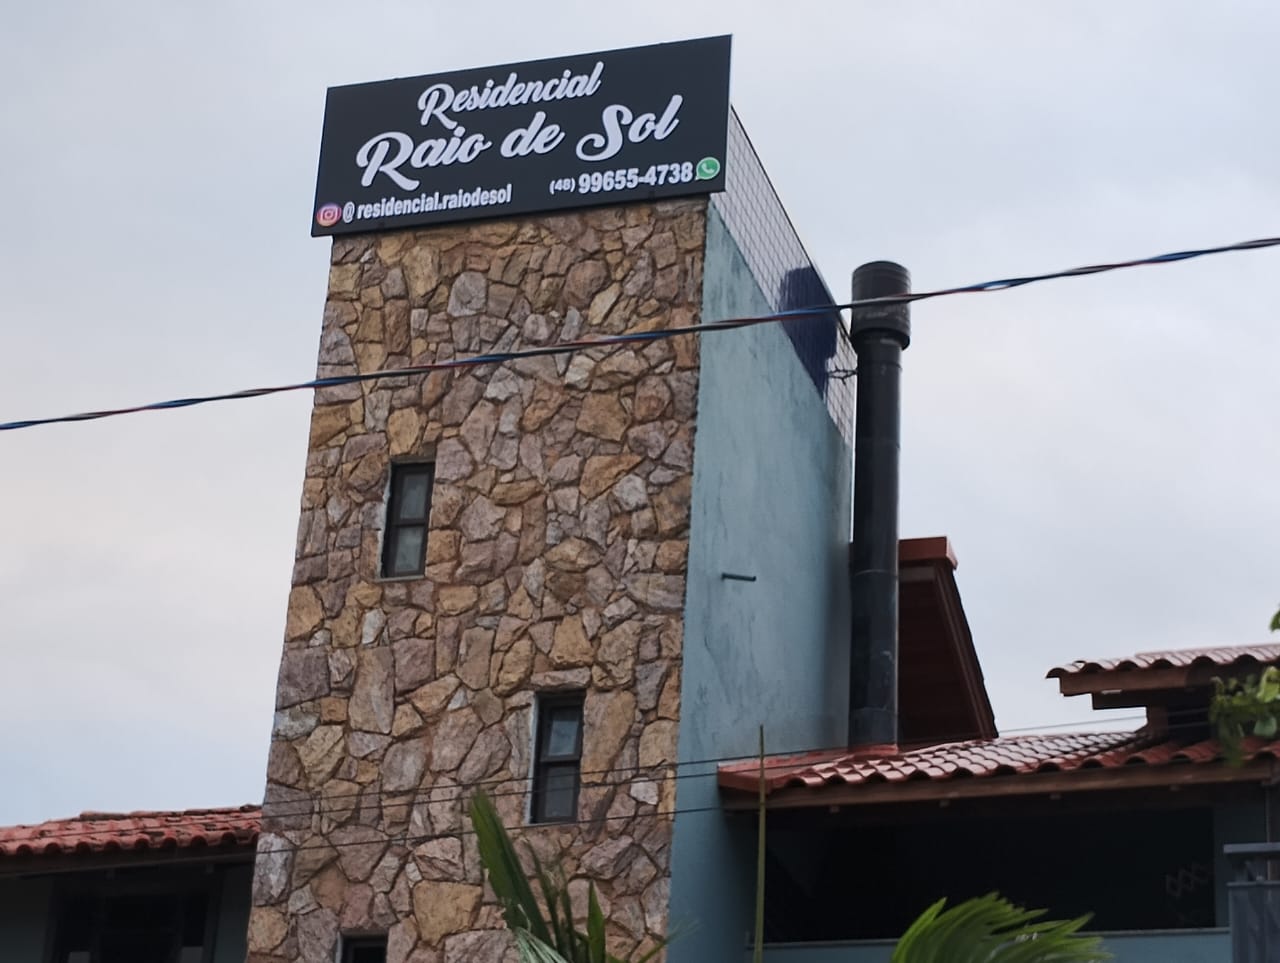 Residencial
Raio de Sol
@residencial.raiodesol
(48) 99655-4738